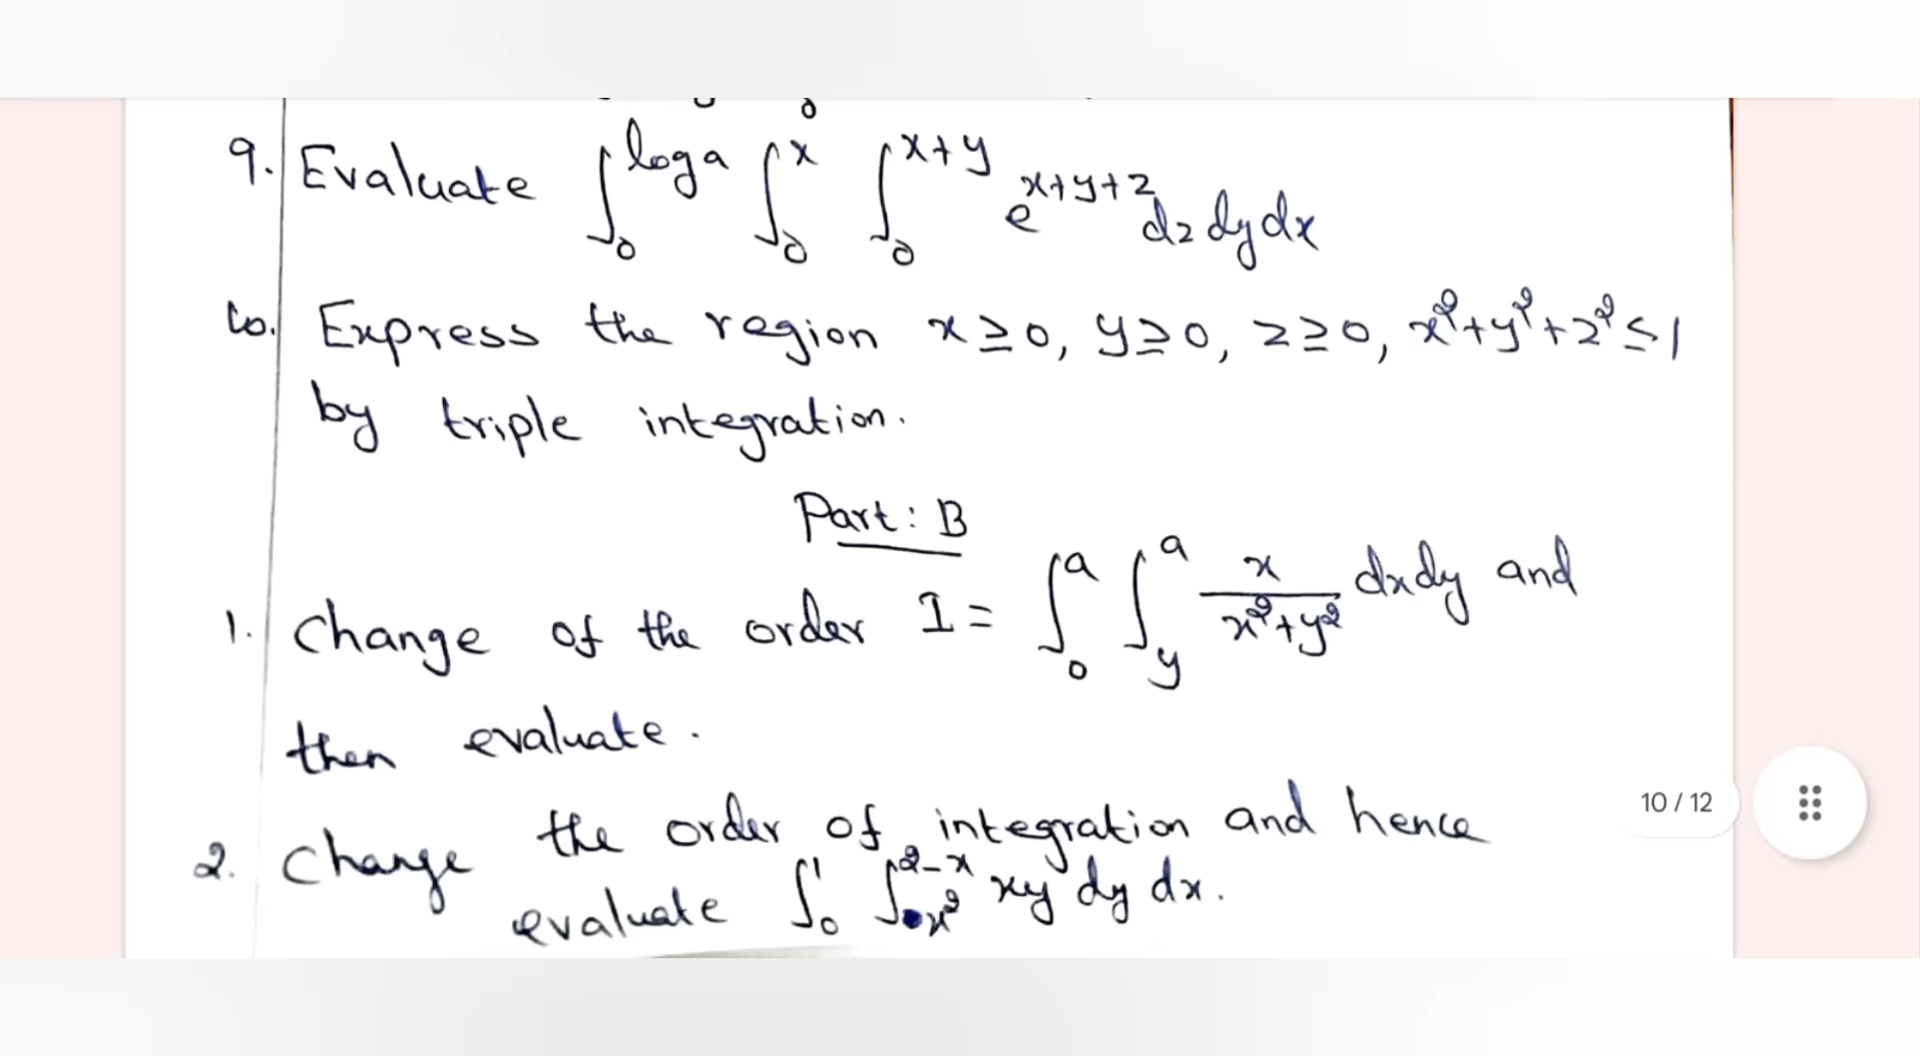 9. Evaluate ∫₀^{log a} ∫₀^{x} ∫₀^{x+y} e^{x+y+z} dz dy dx
10. Express the region x ≥ 0, y ≥ 0, z ≥ 0, x²+y²+z² ≤ 1
by triple integration.
Part: B
1. Change of the order I = ∫₀^{a} ∫_{y}^{a} x/(x²+y²) dxdy and
then evaluate.
2. Change the order of integration and hence
evaluate ∫₀^{1} ∫_{x²}^{2-x} xy dy dx.
10 / 12